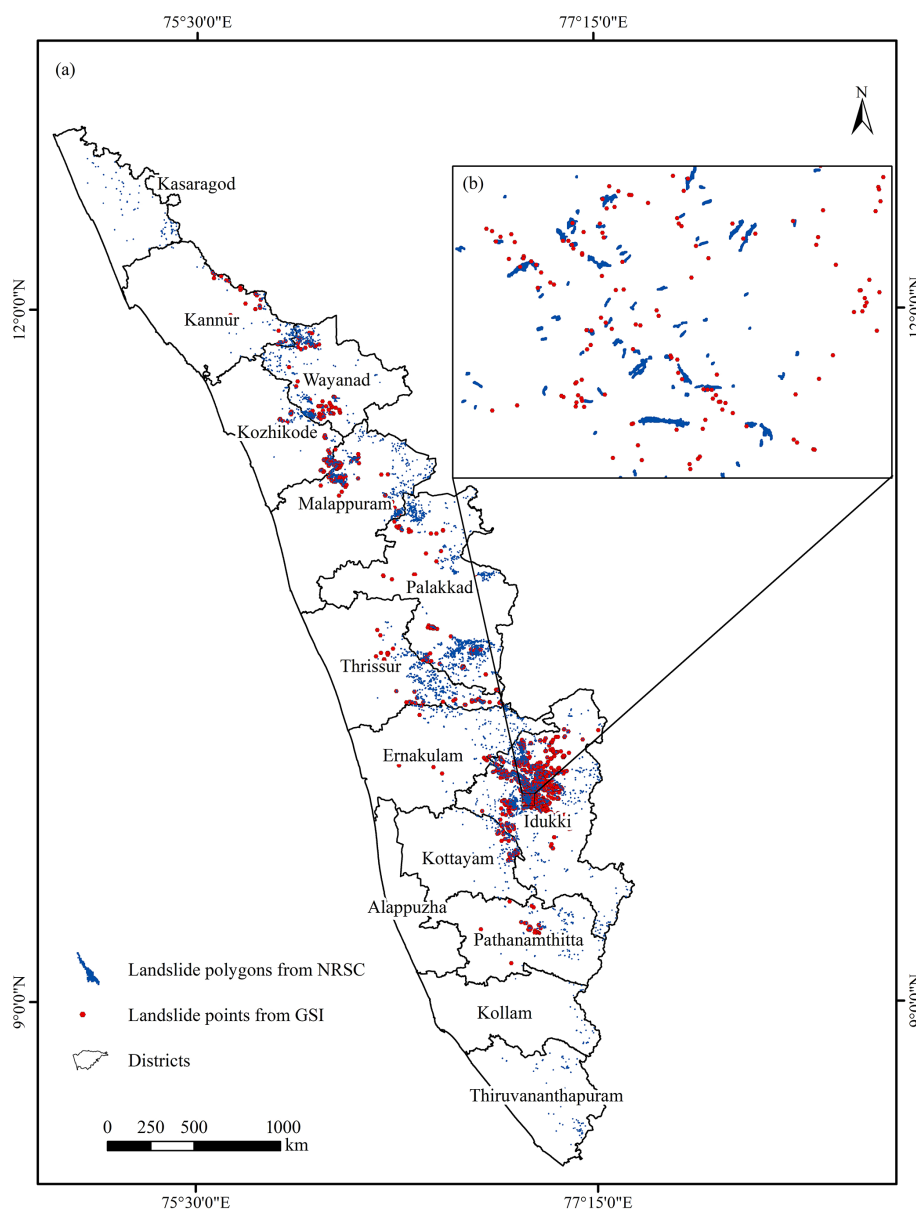 75°30'0"E 77°15'0"E
(a)
N
(b)
Kasaragod
12°0'0"N 12°0'0"N
Kannur
Wayanad
Kozhikode
Malappuram
Palakkad
Thrissur
Ernakulam
Idukki
Kottayam
Alappuzha
Pathanamthitta
Landslide polygons from NRSC
9°0'0"N 9°0'0"N
Landslide points from GSI
Kollam
Districts
Thiruvananthapuram
0 250 500 1000
km
75°30'0"E 77°15'0"E